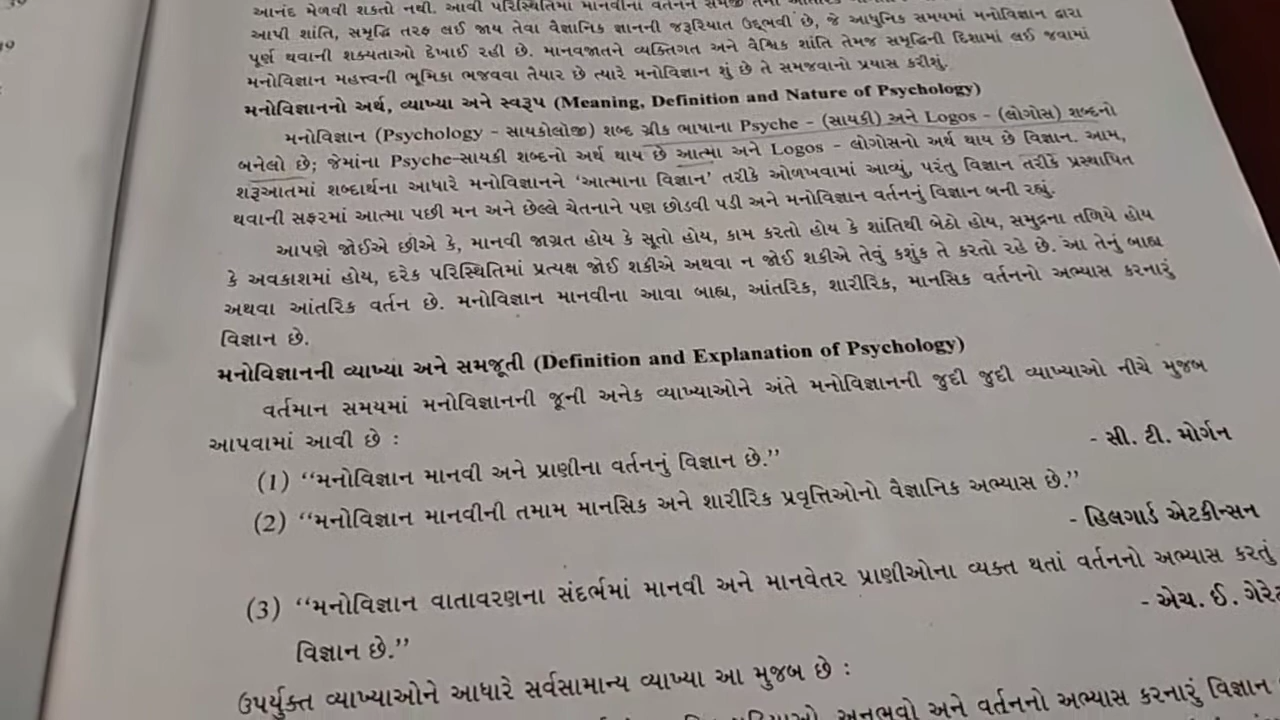 આનંદ મેળવી શકતો નથી. આવી પરિસ્થિતિમાં માનવીના વર્તનને સમજી તેના
આપી શાંતિ, સમૃદ્ધિ તરફ લઈ જાય તેવા વૈજ્ઞાનિક જ્ઞાનની જરૂરિયાત ઉદ્ભવી છે, જે આધુનિક સમયમાં મનોવિજ્ઞાન દ્વારા
પૂર્ણ થવાની શક્યતાઓ દેખાઈ રહી છે. માનવજાતને વ્યક્તિગત અને વૈશ્વિક શાંતિ તેમજ સમૃદ્ધિની દિશામાં લઈ જવામાં
મનોવિજ્ઞાન મહત્ત્વની ભૂમિકા ભજવવા તૈયાર છે ત્યારે મનોવિજ્ઞાન શું છે તે સમજવાનો પ્રયાસ કરીશું.
મનોવિજ્ઞાનનો અર્થ, વ્યાખ્યા અને સ્વરૂપ (Meaning, Definition and Nature of Psychology)
મનોવિજ્ઞાન (Psychology - સાયકોલૉજી) શબ્દ ગ્રીક ભાષાના Psyche - (સાયકી) અને Logos - (લોગોસ) શબ્દનો
બનેલો છે; જેમાંના Psyche-સાયકી શબ્દનો અર્થ થાય છે આત્મા અને Logos - લોગોસનો અર્થ થાય છે વિજ્ઞાન. આમ,
શરૂઆતમાં શબ્દાર્થના આધારે મનોવિજ્ઞાનને ‘આત્માના વિજ્ઞાન’ તરીકે ઓળખવામાં આવ્યું, પરંતુ વિજ્ઞાન તરીકે પ્રસ્થાપિત
થવાની સફરમાં આત્મા પછી મન અને છેલ્લે ચેતનાને પણ છોડવી પડી અને મનોવિજ્ઞાન વર્તનનું વિજ્ઞાન બની રહ્યું.
આપણે જોઈએ છીએ કે, માનવી જાગ્રત હોય કે સૂતો હોય, કામ કરતો હોય કે શાંતિથી બેઠો હોય, સમુદ્રના તળિયે હોય
કે અવકાશમાં હોય, દરેક પરિસ્થિતિમાં પ્રત્યક્ષ જોઈ શકીએ અથવા ન જોઈ શકીએ તેવું કશુંક તે કરતો રહે છે. આ તેનું બાહ્ય
અથવા આંતરિક વર્તન છે. મનોવિજ્ઞાન માનવીના આવા બાહ્ય, આંતરિક, શારીરિક, માનસિક વર્તનનો અભ્યાસ કરનારું
વિજ્ઞાન છે.
મનોવિજ્ઞાનની વ્યાખ્યા અને સમજૂતી (Definition and Explanation of Psychology)
વર્તમાન સમયમાં મનોવિજ્ઞાનની જૂની અનેક વ્યાખ્યાઓને અંતે મનોવિજ્ઞાનની જુદી જુદી વ્યાખ્યાઓ નીચે મુજબ
આપવામાં આવી છે :
(1) ‘‘મનોવિજ્ઞાન માનવી અને પ્રાણીના વર્તનનું વિજ્ઞાન છે.’’ - સી. ટી. મોર્ગન
(2) ‘‘મનોવિજ્ઞાન માનવીની તમામ માનસિક અને શારીરિક પ્રવૃત્તિઓનો વૈજ્ઞાનિક અભ્યાસ છે.’’
- હિલગાર્ડ એટકીન્સન
(3) ‘‘મનોવિજ્ઞાન વાતાવરણના સંદર્ભમાં માનવી અને માનવેતર પ્રાણીઓના વ્યક્ત થતાં વર્તનનો અભ્યાસ કરતું
વિજ્ઞાન છે.’’ - એચ. ઈ. ગેરેટ
ઉપર્યુક્ત વ્યાખ્યાઓને આધારે સર્વસામાન્ય વ્યાખ્યા આ મુજબ છે :
અનુભવો અને વર્તનનો અભ્યાસ કરનારું વિજ્ઞાન